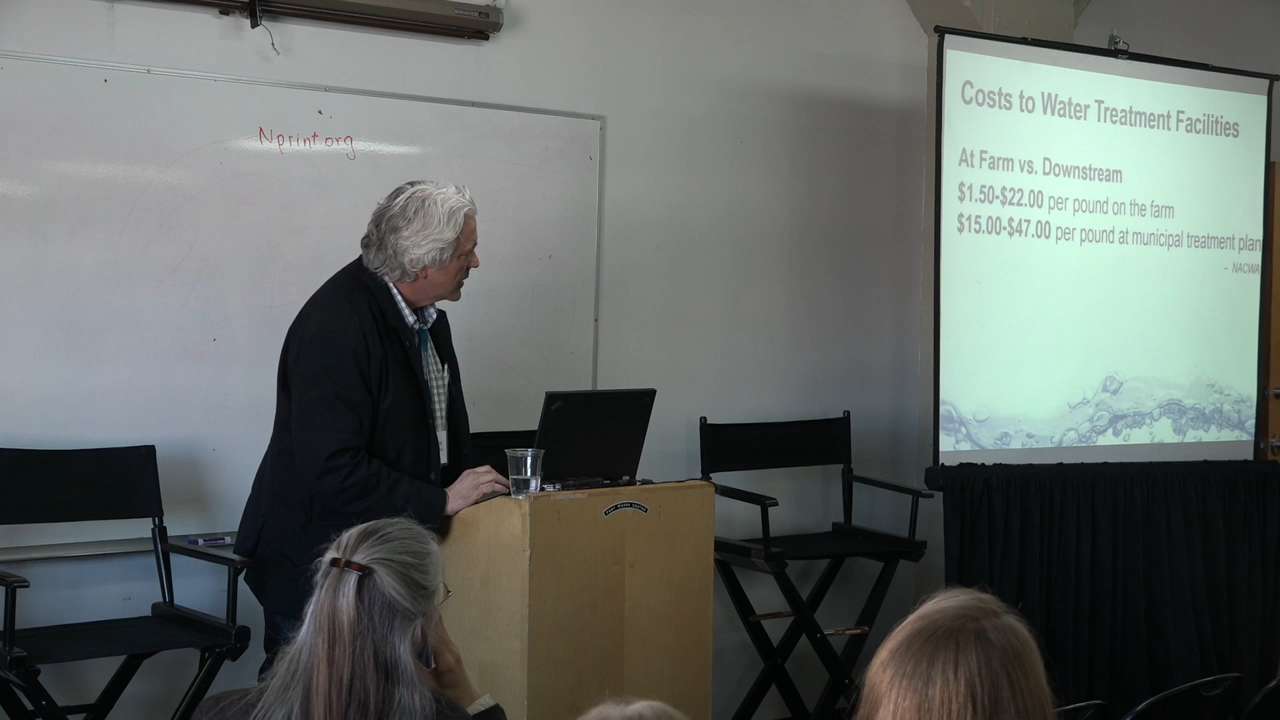 Nprint.org
Costs to Water Treatment Facilities
At Farm vs. Downstream
$1.50-$22.00 per pound on the farm
$15.00-$47.00 per pound at municipal treatment plan
– NACWA